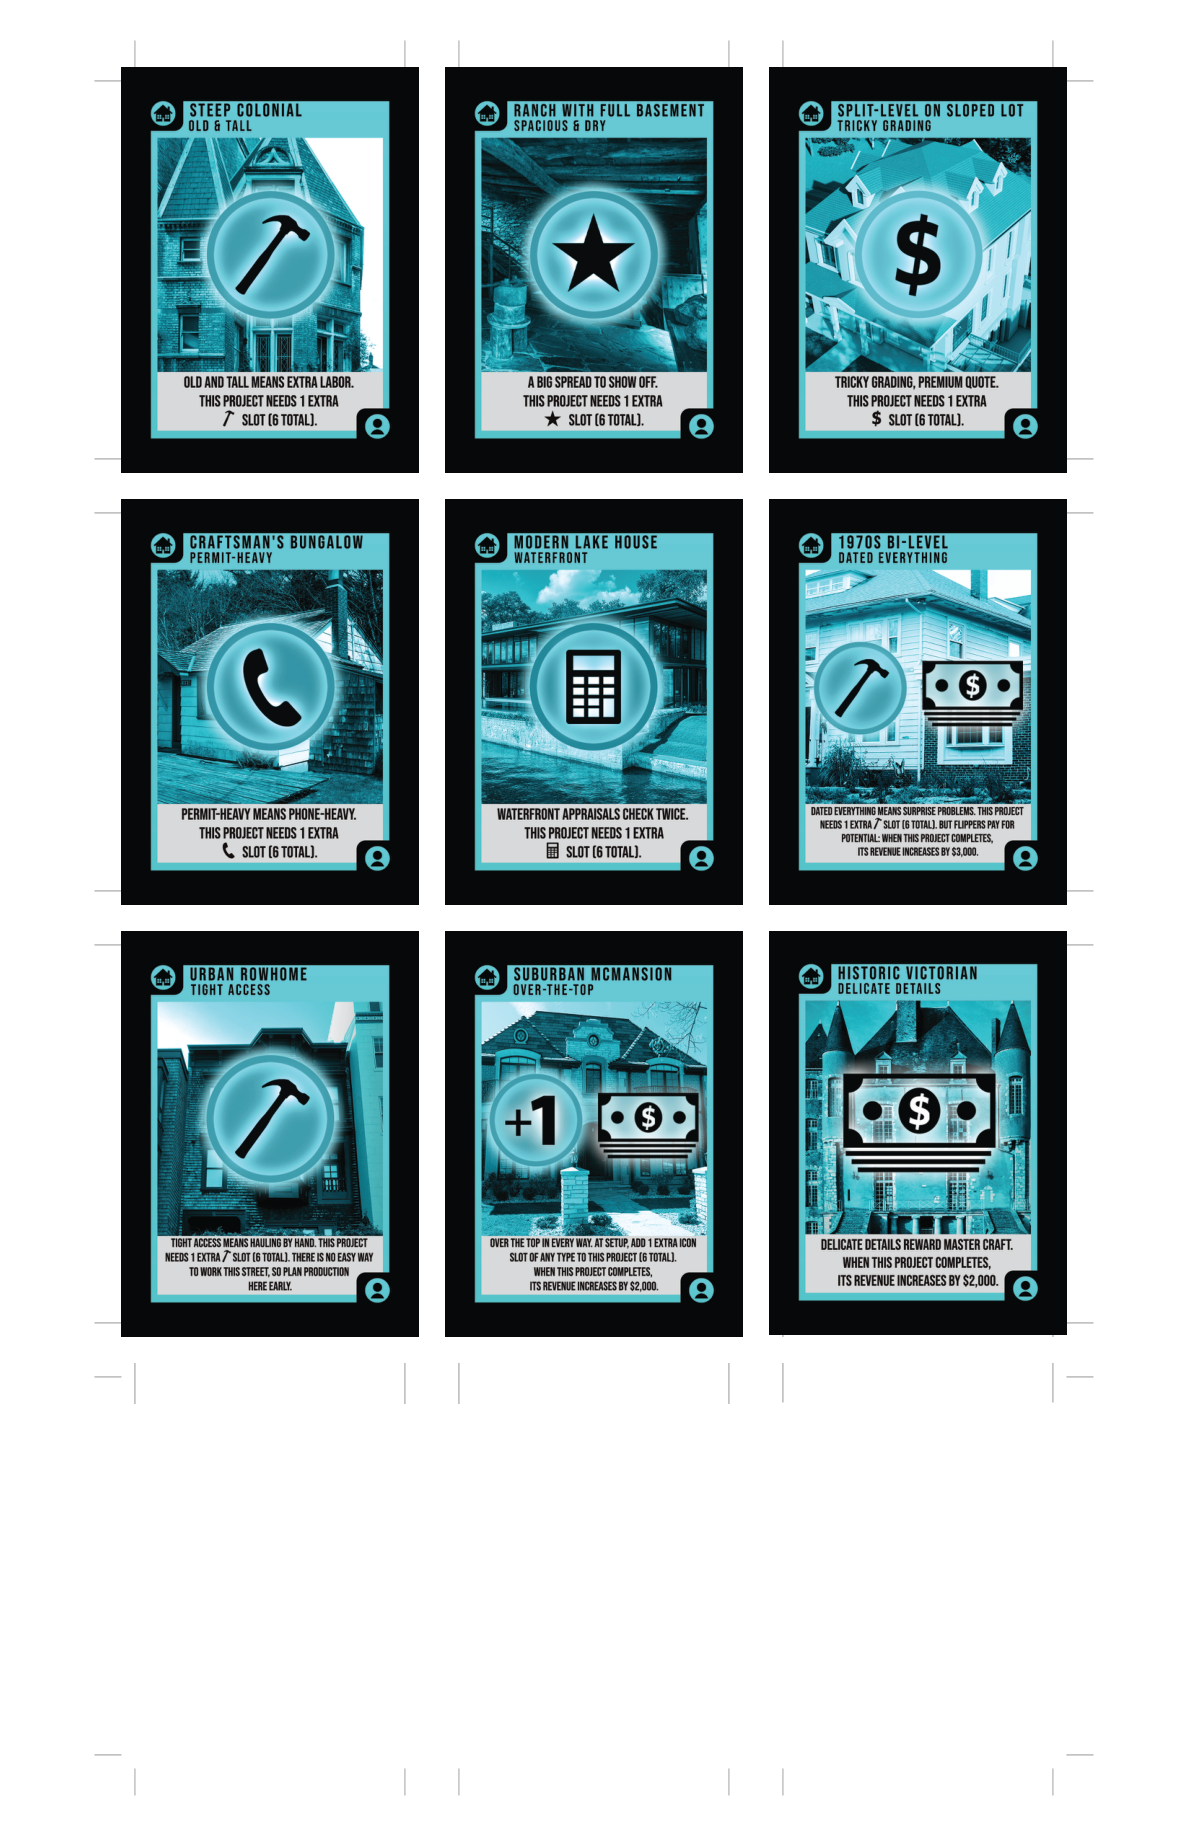 STEEP COLONIAL
OLD & TALL
OLD AND TALL MEANS EXTRA LABOR.
THIS PROJECT NEEDS 1 EXTRA
SLOT (6 TOTAL).
RANCH WITH FULL BASEMENT
SPACIOUS & DRY
A BIG SPREAD TO SHOW OFF.
THIS PROJECT NEEDS 1 EXTRA
★ SLOT (6 TOTAL).
SPLIT-LEVEL ON SLOPED LOT
TRICKY GRADING
$
TRICKY GRADING, PREMIUM QUOTE.
THIS PROJECT NEEDS 1 EXTRA
$ SLOT (6 TOTAL).
CRAFTSMAN'S BUNGALOW
PERMIT-HEAVY
PERMIT-HEAVY MEANS PHONE-HEAVY.
THIS PROJECT NEEDS 1 EXTRA
SLOT (6 TOTAL).
MODERN LAKE HOUSE
WATERFRONT
WATERFRONT APPRAISALS CHECK TWICE.
THIS PROJECT NEEDS 1 EXTRA
SLOT (6 TOTAL).
1970S BI-LEVEL
DATED EVERYTHING
$
DATED EVERYTHING MEANS SURPRISE PROBLEMS. THIS PROJECT
NEEDS 1 EXTRA SLOT (6 TOTAL). BUT FLIPPERS PAY FOR
POTENTIAL: WHEN THIS PROJECT COMPLETES,
ITS REVENUE INCREASES BY $3,000.
URBAN ROWHOME
TIGHT ACCESS
TIGHT ACCESS MEANS HAULING BY HAND. THIS PROJECT
NEEDS 1 EXTRA SLOT (6 TOTAL). THERE IS NO EASY WAY
TO WORK THIS STREET, SO PLAN PRODUCTION
HERE EARLY.
SUBURBAN MCMANSION
OVER-THE-TOP
+1
$
OVER THE TOP IN EVERY WAY. AT SETUP, ADD 1 EXTRA ICON
SLOT OF ANY TYPE TO THIS PROJECT (6 TOTAL).
WHEN THIS PROJECT COMPLETES,
ITS REVENUE INCREASES BY $2,000.
HISTORIC VICTORIAN
DELICATE DETAILS
$
DELICATE DETAILS REWARD MASTER CRAFT.
WHEN THIS PROJECT COMPLETES,
ITS REVENUE INCREASES BY $2,000.